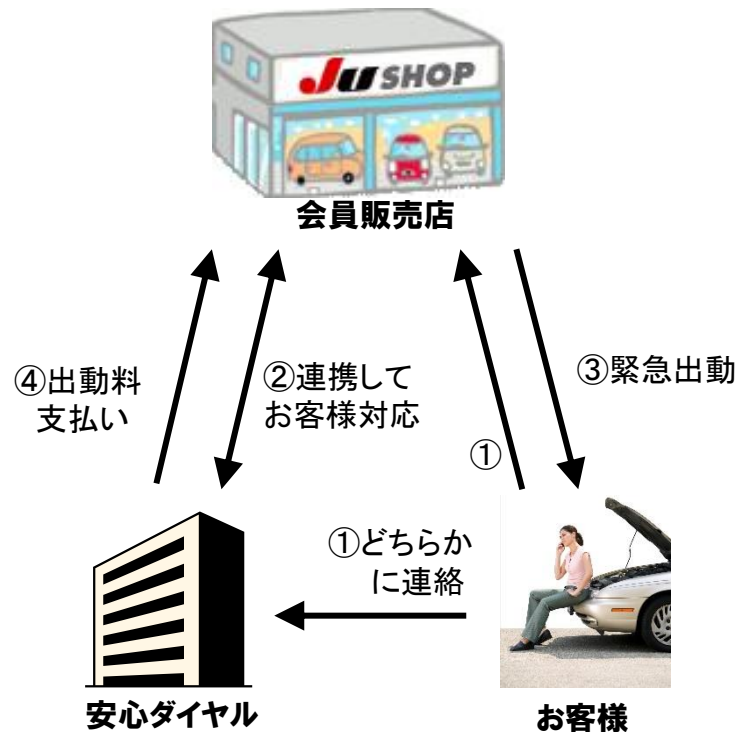 JU SHOP
会員販売店
④出動料
支払い
②連携して
お客様対応
①
③緊急出動
①どちらか
に連絡
安心ダイヤル
お客様